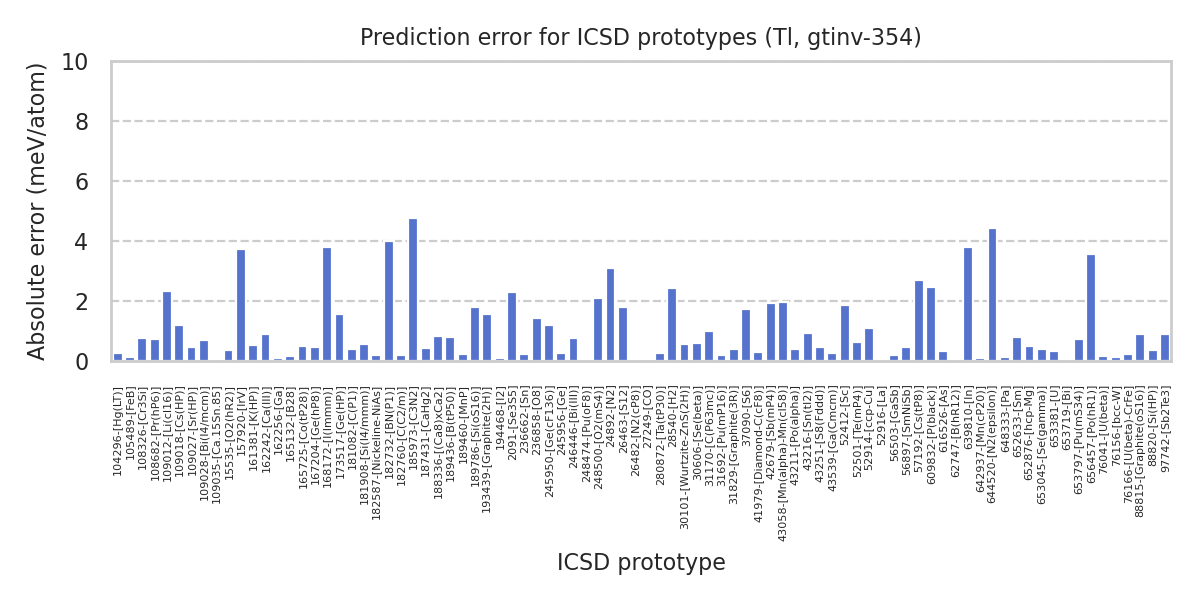 Prediction error for ICSD prototypes (Tl, gtinv-354)
Absolute error (meV/atom)
10
8
6
4
2
0
104296-[Hg(LT)]
105489-[FeB]
108326-[Cr3Si]
108682-[Pr(hP6)]
109012-[Li(cI16)]
109018-[Cs(HP)]
109027-[Sr(HP)]
109028-[Bi(I4/mcm)]
109035-[Ca.15Sn.85]
15535-[O2(hR2)]
157920-[IrV]
161381-[K(HP)]
162242-[Ca(III)]
162256-[Ga]
165132-[B28]
165725-[Co(tP28)]
167204-[Ge(hP8)]
168172-[I(Immm)]
173517-[Ge(HP)]
181082-[C(P1)]
181908-[Si(I4/mmm)]
182587-[Nickeline-NiAs]
182732-[BN(P1)]
182760-[C(C2/m)]
185973-[C3N2]
187431-[CaHg2]
188336-[(Ca8)xCa2]
189436-[B(tP50)]
189460-[MnP]
189786-[Si(oS16)]
193439-[Graphite(2H)]
194468-[I2]
2091-[Se3S5]
236662-[Sn]
236858-[O8]
245950-[Ge(cF136)]
245956-[Ge]
246446-[Bi(III)]
248474-[Pu(oF8)]
248500-[O2(mS4)]
24892-[N2]
26463-[S12]
26482-[N2(cP8)]
272249-[CO]
280872-[Ta(tP30)]
28540-[H2]
30101-[Wurtzite-ZnS(2H)]
30606-[Se(beta)]
31170-[C(P63mc)]
31692-[Pu(mP16)]
31829-[Graphite(3R)]
37090-[S6]
41979-[Diamond-C(cF8)]
42679-[Sb(mP4)]
43058-[Mn(alpha)-Mn(cI58)]
43211-[Po(alpha)]
43216-[Sn(tI2)]
43251-[S8(Fddd)]
43539-[Ga(Cmcm)]
52412-[Sc]
52501-[Te(mP4)]
52914-[fcc-Cu]
52916-[La]
56503-[GaSb]
56897-[SmNiSb]
57192-[Cs(tP8)]
609832-[P(black)]
616526-[As]
62747-[B(hR12)]
639810-[In]
642937-[Mn(cP20)]
644520-[N2(epsilon)]
648333-[Pa]
652633-[Sm]
652876-[hcp-Mg]
653045-[Se(gamma)]
653381-[U]
653719-[Bi]
653797-[Pu(mS34)]
656457-[Po(hR1)]
76041-[U(beta)]
76156-[bcc-W]
76166-[U(beta)-CrFe]
88815-[Graphite(oS16)]
88820-[Si(HP)]
97742-[Sb2Te3]
ICSD prototype